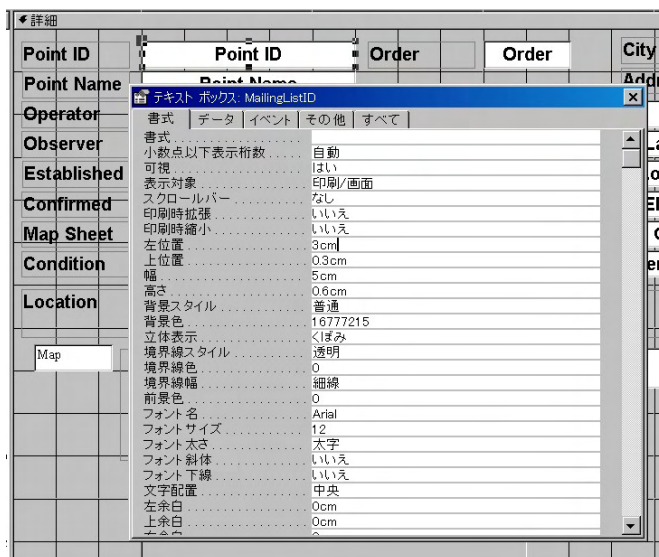 詳細
Point ID Point ID Order Order City
Point Name Point Name Addr
テキスト ボックス: MailingListID
Operator
書式 データ イベント その他 すべて
Observer
Established
Confirmed
Map Sheet
Condition
Location
Map
書式
小数点以下表示桁数 自動
可視 はい
表示対象 印刷/画面
スクロールバー なし
印刷時拡張 いいえ
印刷時縮小 いいえ
左位置 3cm
上位置 0.3cm
幅 5cm
高さ 0.6cm
背景スタイル 普通
背景色 16777215
立体表示 くぼみ
境界線スタイル 透明
境界線色 0
境界線幅 細線
前景色 0
フォント名 Arial
フォントサイズ 12
フォント太さ 太字
フォント斜体 いいえ
フォント下線 いいえ
文字配置 中央
左余白 0cm
上余白 0cm